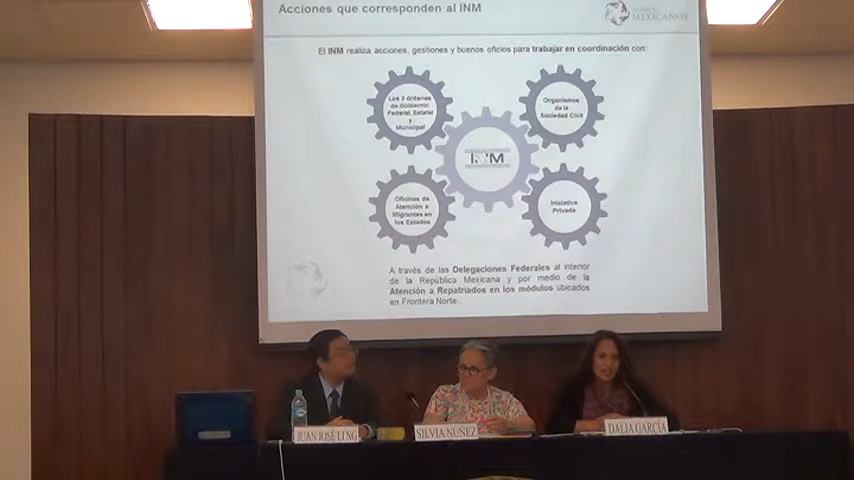 Acciones que corresponden al INM
MEXICANOS
El INM realiza acciones, gestiones y buenos oficios para trabajar en coordinación con:
Los 3 órdenes
de Gobierno
Federal, Estatal
y
Municipal
Organismos
de la
Sociedad Civil
INM
Oficinas de
Atención a
Migrantes en
los Estados
Iniciativa
Privada
A través de las Delegaciones Federales al interior
de la República Mexicana y por medio de la
Atención a Repatriados en los módulos ubicados
en Frontera Norte.
JUAN JOSÉ LING
SILVIA NÚÑEZ
DALIA GARCÍA